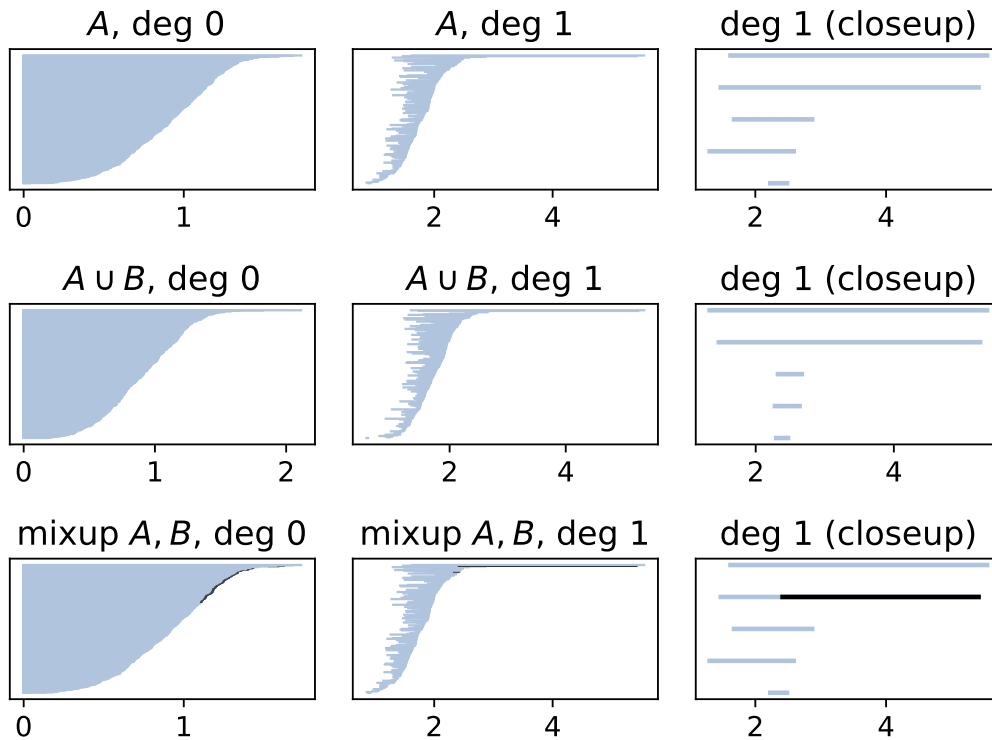 A, deg 0
A, deg 1
deg 1 (closeup)
0 1
2 4
2 4
A ∪ B, deg 0
A ∪ B, deg 1
deg 1 (closeup)
0 1 2
2 4
2 4
mixup A, B, deg 0
mixup A, B, deg 1
deg 1 (closeup)
0 1
2 4
2 4